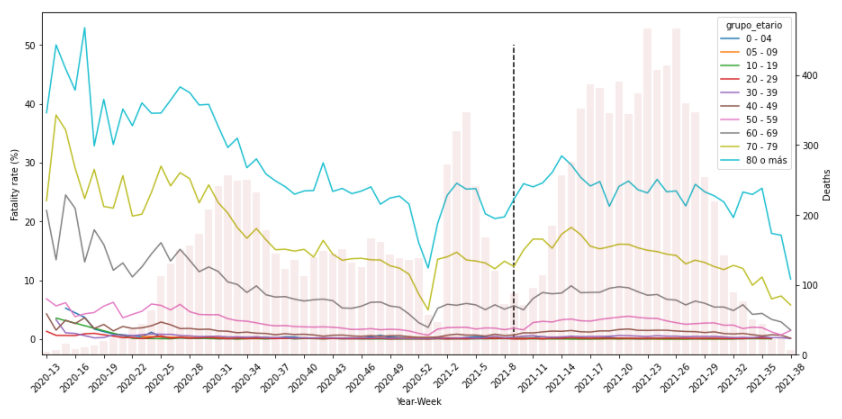 grupo_etario
0 - 04
05 - 09
10 - 19
20 - 29
30 - 39
40 - 49
50 - 59
60 - 69
70 - 79
80 o más
Fatality rate (%)
50
40
30
20
10
0
Deaths
400
300
200
100
0
2020-13
2020-16
2020-19
2020-22
2020-25
2020-28
2020-31
2020-34
2020-37
2020-40
2020-43
2020-46
2020-49
2020-52
2021-5
2021-8
2021-11
2021-14
2021-17
2021-20
2021-23
2021-26
2021-29
2021-32
2021-35
2021-38
Year-Week